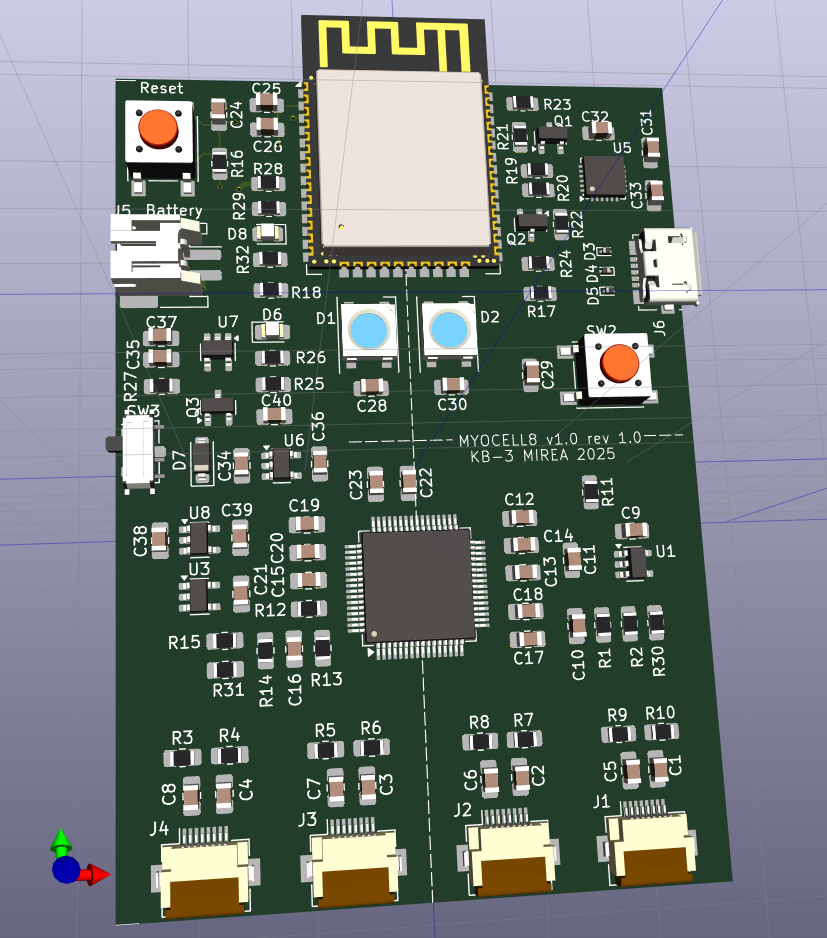 Reset
C25
C24
C26
R16
R28
R29
D8
R32
R18
R23
Q1
R21
C32
C31
U5
R19
R20
C33
Q2
R22
D3
R24
D4
D5
R17
J6
J5
Battery
C37
U7
D6
C35
R26
R27
R25
Q3
C40
SW3
D7
C34
U6
C36
D1
D2
C28
C30
C29
SW2
MYOCELL8 v1.0 rev 1.0
KB-3 MIREA 2025
C23
C22
R11
C38
U8
C39
C19
C20
U3
C21
C15
R12
C12
C14
C13
C11
C9
U1
C18
C17
C10
R1
R2
R30
R15
R31
R14
C16
R13
R3
R4
R5
R6
R8
R7
R9
R10
C8
C4
C7
C3
C6
C2
C5
C1
J4
J3
J2
J1